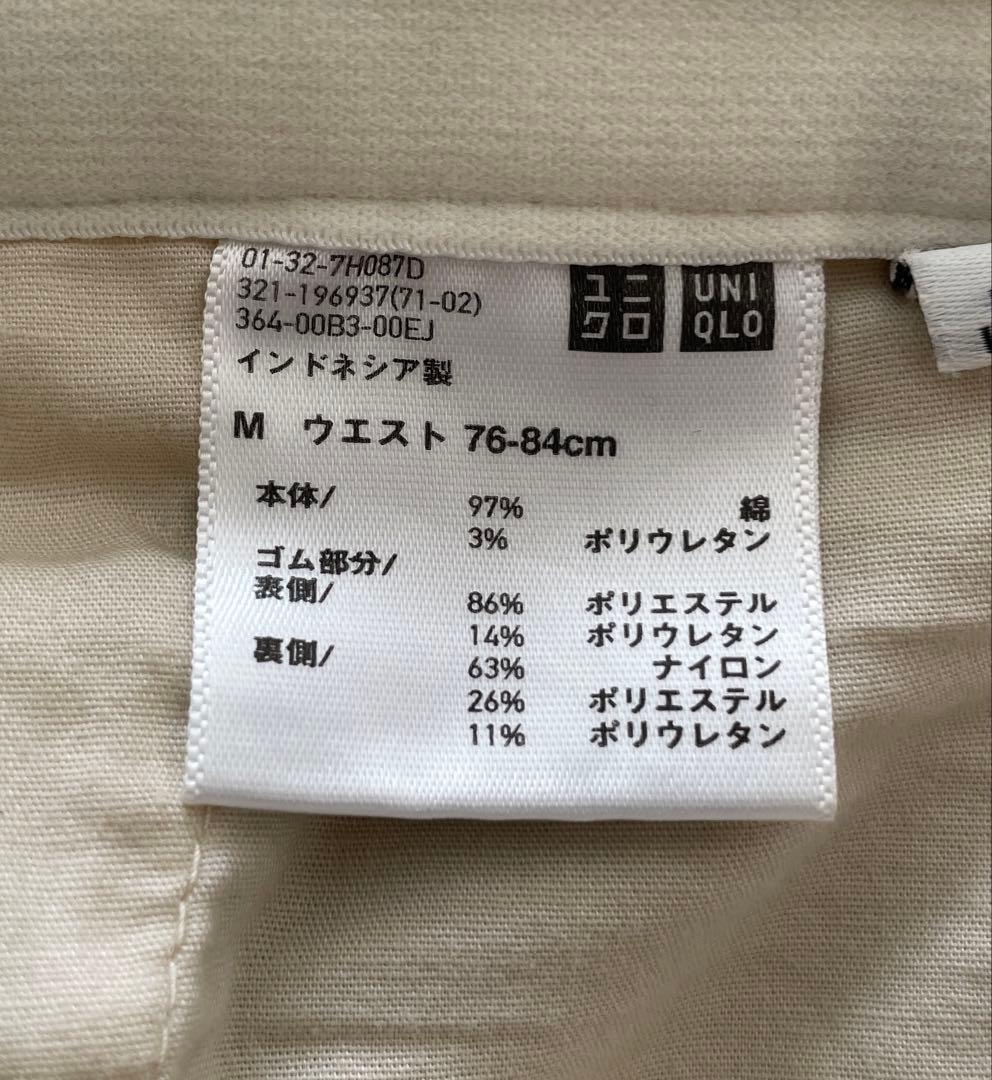 01-32-7H087D
321-196937(71-02)
364-00B3-00EJ
ユニ
クロ
UNI
QLO
インドネシア製
M ウエスト 76-84cm
本体/ 97% 綿
3% ポリウレタン
ゴム部分/
表側/ 86% ポリエステル
14% ポリウレタン
裏側/ 63% ナイロン
26% ポリエステル
11% ポリウレタン